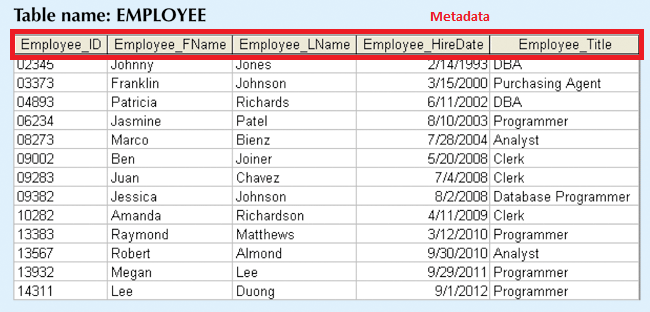 Table name: EMPLOYEE Metadata
Employee_ID Employee_FName Employee_LName Employee_HireDate Employee_Title
02345 Johnny Jones 2/14/1993 DBA
03373 Franklin Johnson 3/15/2000 Purchasing Agent
04893 Patricia Richards 6/11/2002 DBA
06234 Jasmine Patel 8/10/2003 Programmer
08273 Marco Bienz 7/28/2004 Analyst
09002 Ben Joiner 5/20/2008 Clerk
09283 Juan Chavez 7/4/2008 Clerk
09382 Jessica Johnson 8/2/2008 Database Programmer
10282 Amanda Richardson 4/11/2009 Clerk
13383 Raymond Matthews 3/12/2010 Programmer
13567 Robert Almond 9/30/2010 Analyst
13932 Megan Lee 9/29/2011 Programmer
14311 Lee Duong 9/1/2012 Programmer